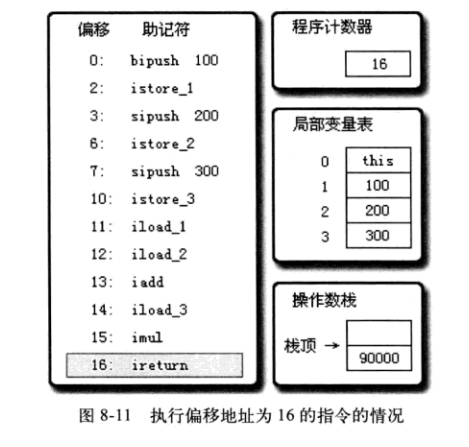 偏移 助记符
0: bipush 100
2: istore_1
3: sipush 200
6: istore_2
7: sipush 300
10: istore_3
11: iload_1
12: iload_2
13: iadd
14: iload_3
15: imul
16: ireturn
程序计数器
16
局部变量表
0 this
1 100
2 200
3 300
操作数栈
栈顶 →
90000
图 8-11 执行偏移地址为 16 的指令的情况